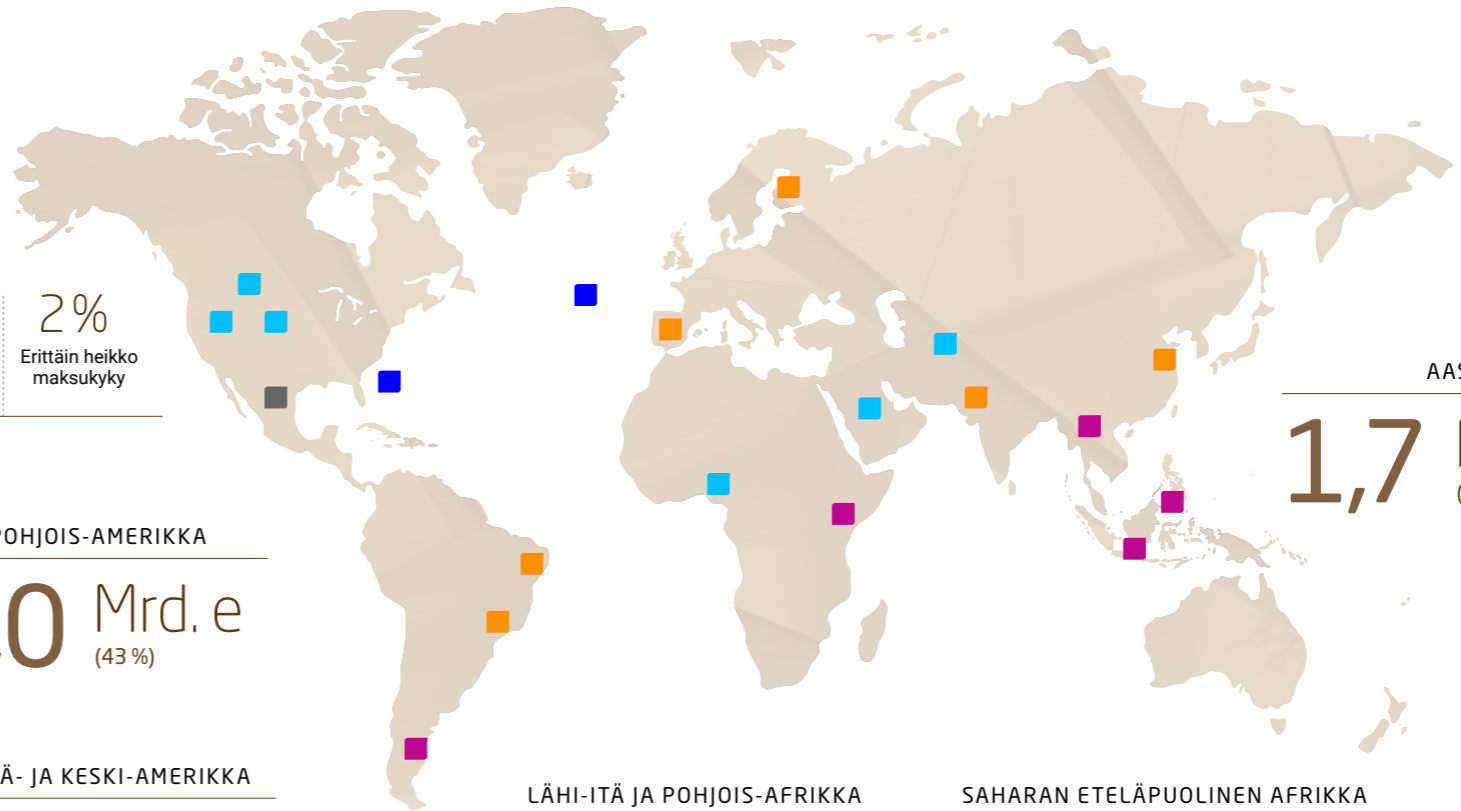 2%
Erittäin heikko
maksukyky
POHJOIS-AMERIKKA
0 Mrd. e
(43 %)
JA KESKI-AMERIKKA
1,7
LÄHI-ITÄ JA POHJOIS-AFRIKKA
SAHARAN ETELÄPUOLINEN AFRIKKA